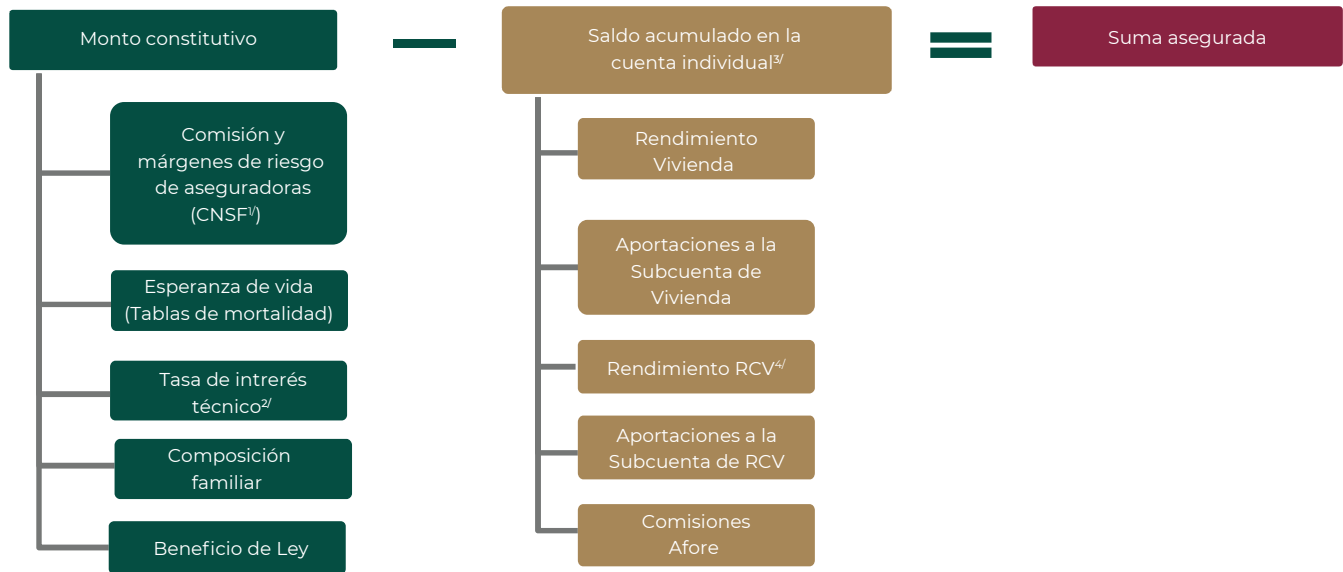 Monto constitutivo
Comisión y
márgenes de riesgo
de aseguradoras
(CNSF1/)
Esperanza de vida
(Tablas de mortalidad)
Tasa de intrerés
técnico2/
Composición
familiar
Beneficio de Ley
Saldo acumulado en la
cuenta individual3/
Rendimiento
Vivienda
Aportaciones a la
Subcuenta de
Vivienda
Rendimiento RCV4/
Aportaciones a la
Subcuenta de RCV
Comisiones
Afore
Suma asegurada